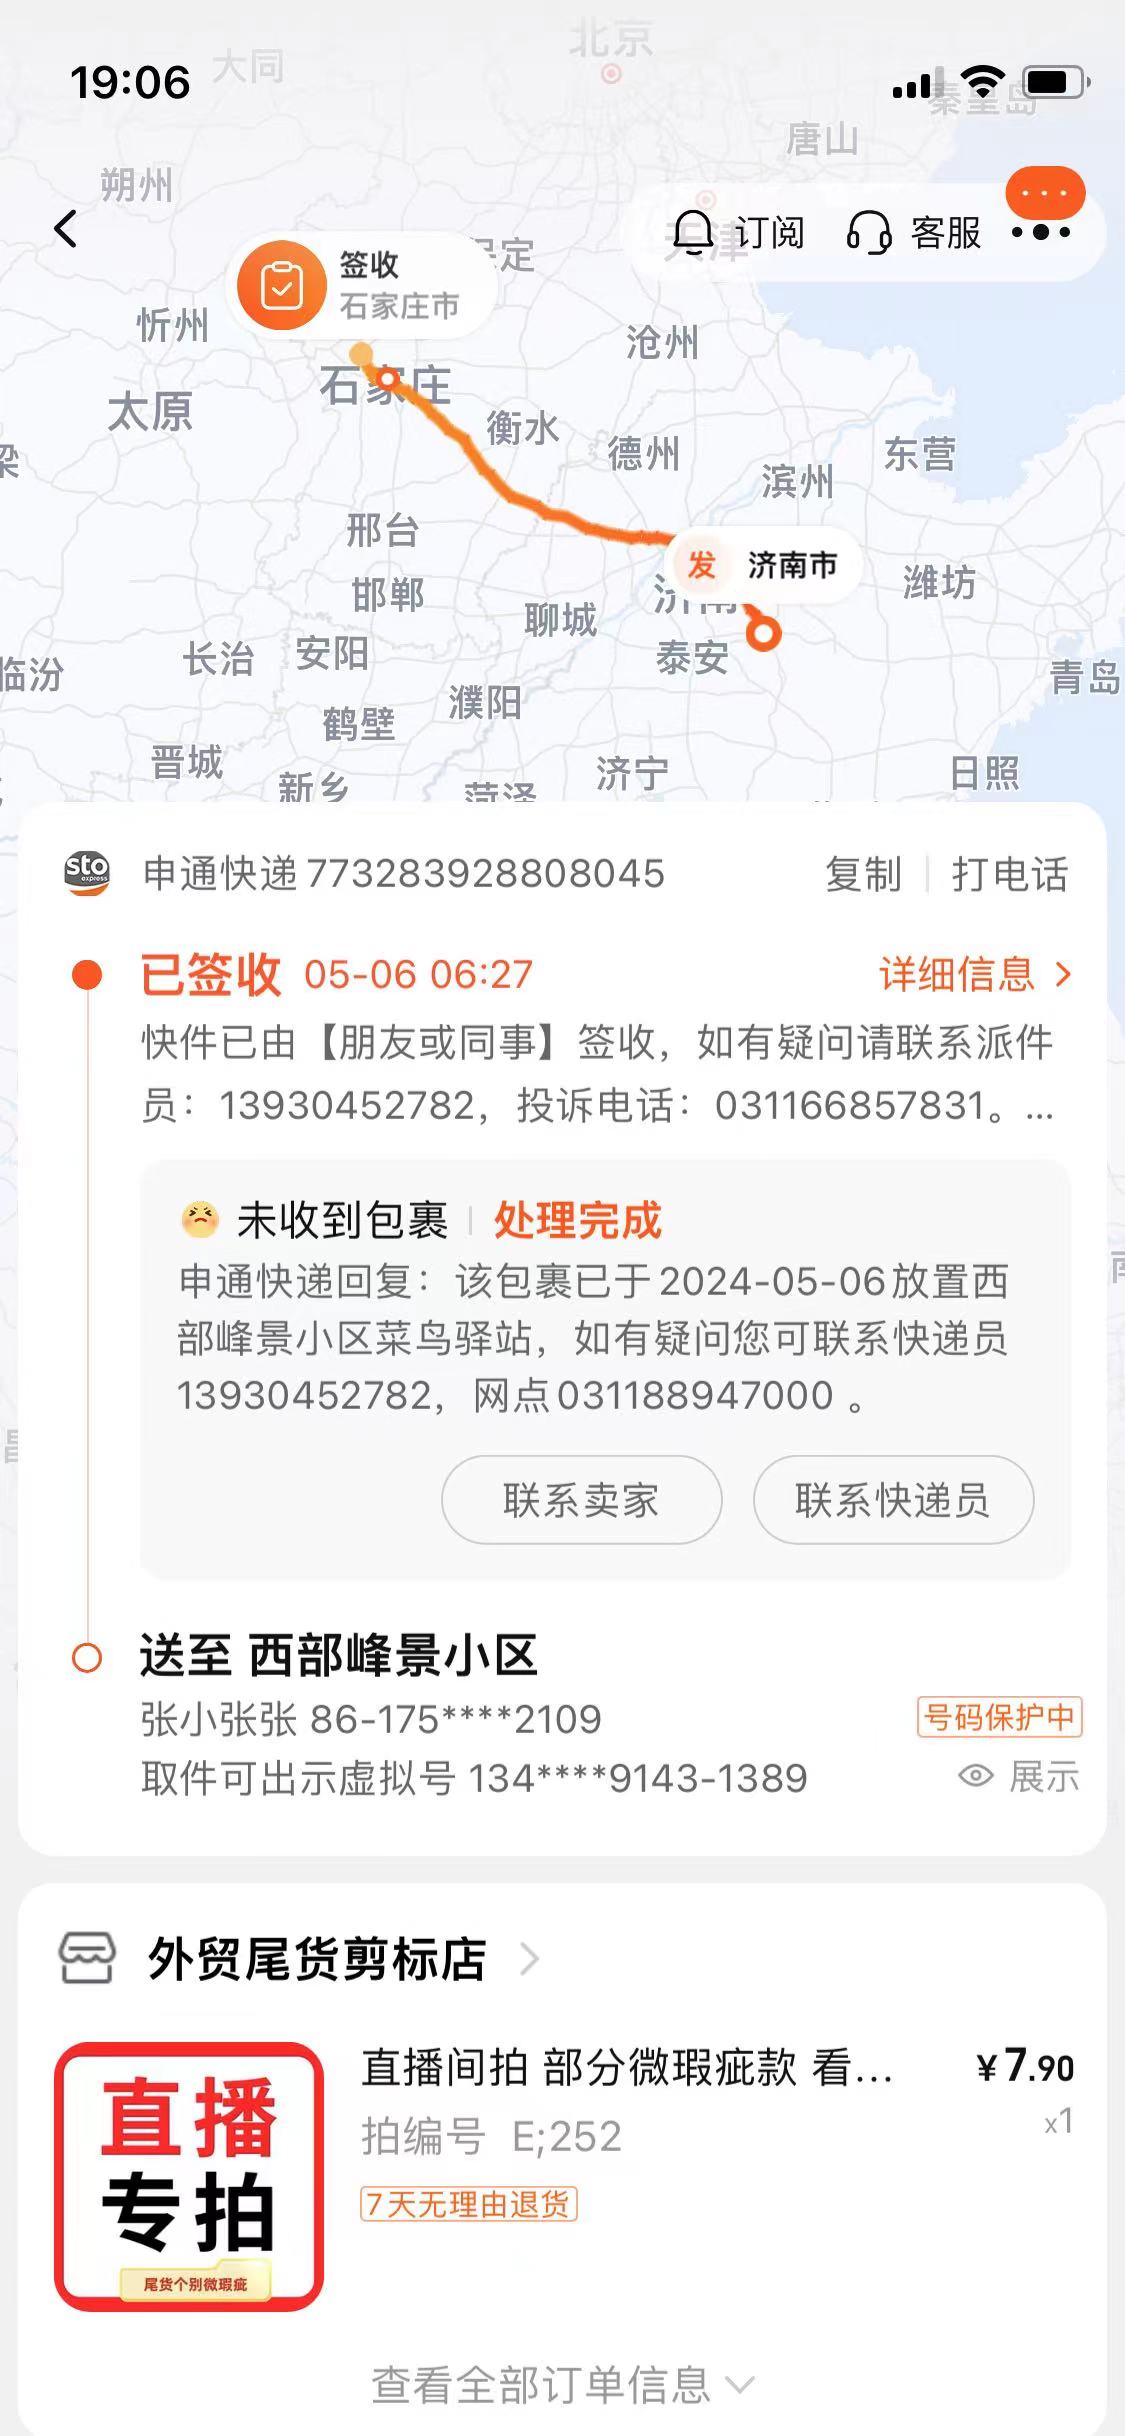 19:06
北京
大同
秦皇岛
唐山
朔州
天津
订阅
客服
签收
石家庄市
定
忻州
沧州
石家庄
太原
衡水
德州
东营
滨州
邢台
发 济南市
济南
潍坊
邯郸
聊城
长治
安阳
泰安
临汾
青岛
濮阳
鹤壁
晋城
济宁
日照
新乡
菏泽
sto
express
申通快递 773283928808045
复制
打电话
已签收 05-06 06:27
详细信息
快件已由【朋友或同事】签收，如有疑问请联系派件
员：13930452782，投诉电话：031166857831。...
未收到包裹 处理完成
申通快递回复：该包裹已于2024-05-06放置西
部峰景小区菜鸟驿站，如有疑问您可联系快递员
13930452782，网点031188947000 。
联系卖家
联系快递员
送至 西部峰景小区
张小张张 86-175****2109
号码保护中
取件可出示虚拟号 134****9143-1389
展示
外贸尾货剪标店
直播
专拍
尾货个别微瑕疵
直播间拍 部分微瑕疵款 看...
¥7.90
拍编号 E;252
x1
7天无理由退货
查看全部订单信息